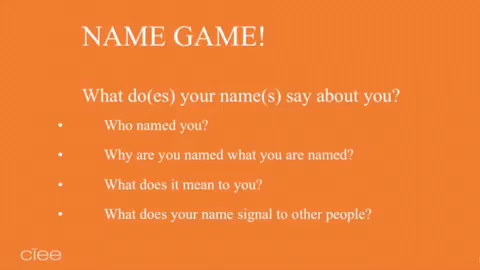 NAME GAME!
What do(es) your name(s) say about you?
• Who named you?
• Why are you named what you are named?
• What does it mean to you?
• What does your name signal to other people?
ciee